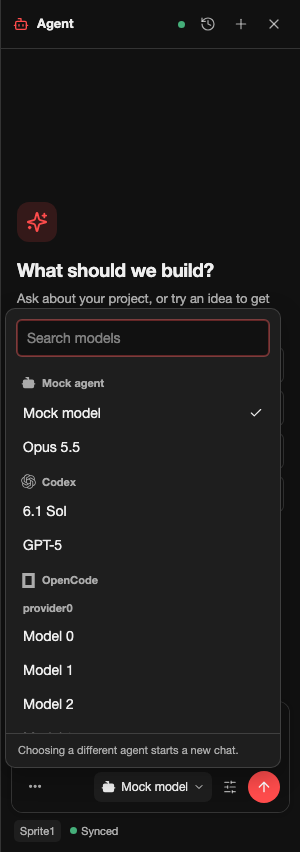 Agent
What should we build?
Ask about your project, or try an idea to get
Search models
Mock agent
Mock model
Opus 5.5
Codex
6.1 Sol
GPT-5
OpenCode
provider0
Model 0
Model 1
Model 2
Choosing a different agent starts a new chat.
Mock model
Sprite1
Synced